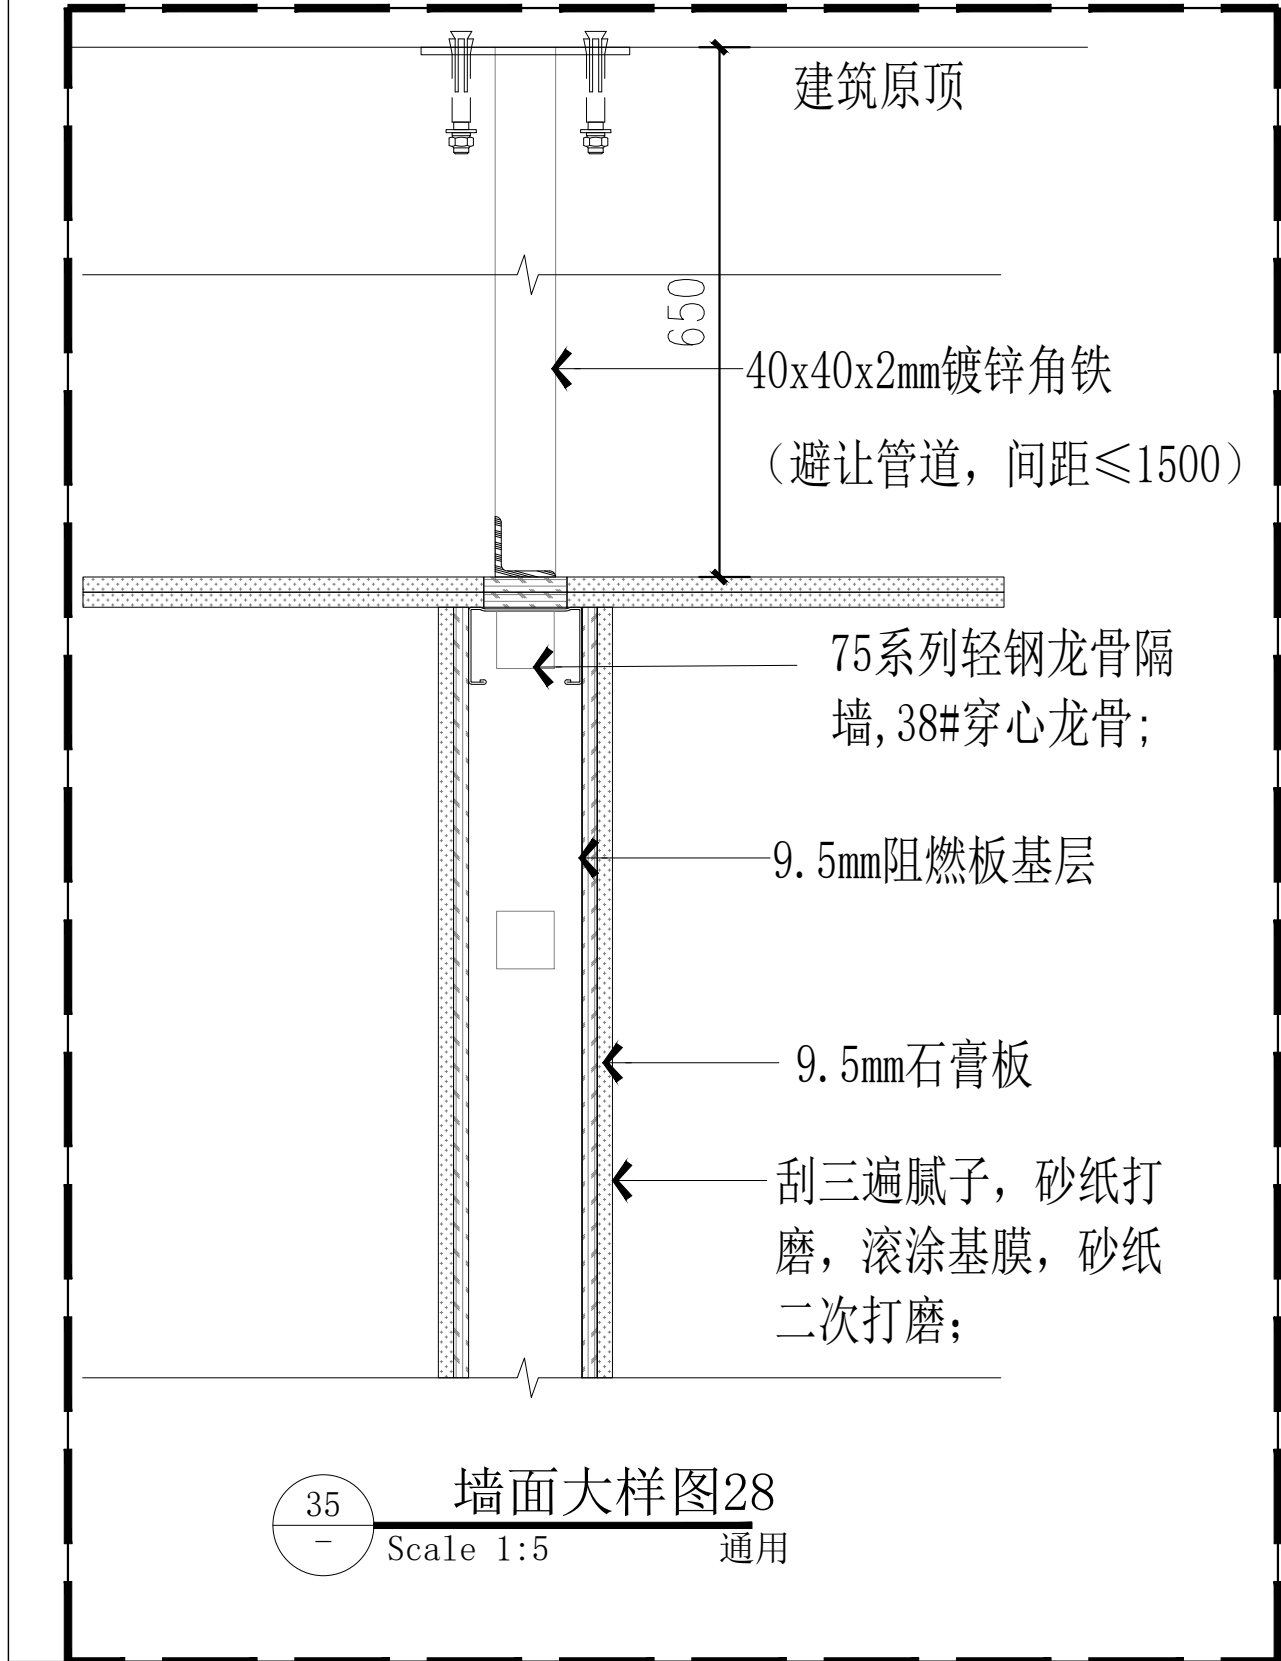 建筑原顶
650
40x40x2mm镀锌角铁
（避让管道，间距≤1500）
75系列轻钢龙骨隔
墙,38#穿心龙骨;
9.5mm阻燃板基层
9.5mm石膏板
刮三遍腻子，砂纸打
磨，滚涂基膜，砂纸
二次打磨；
35
-
墙面大样图28
Scale 1:5
通用